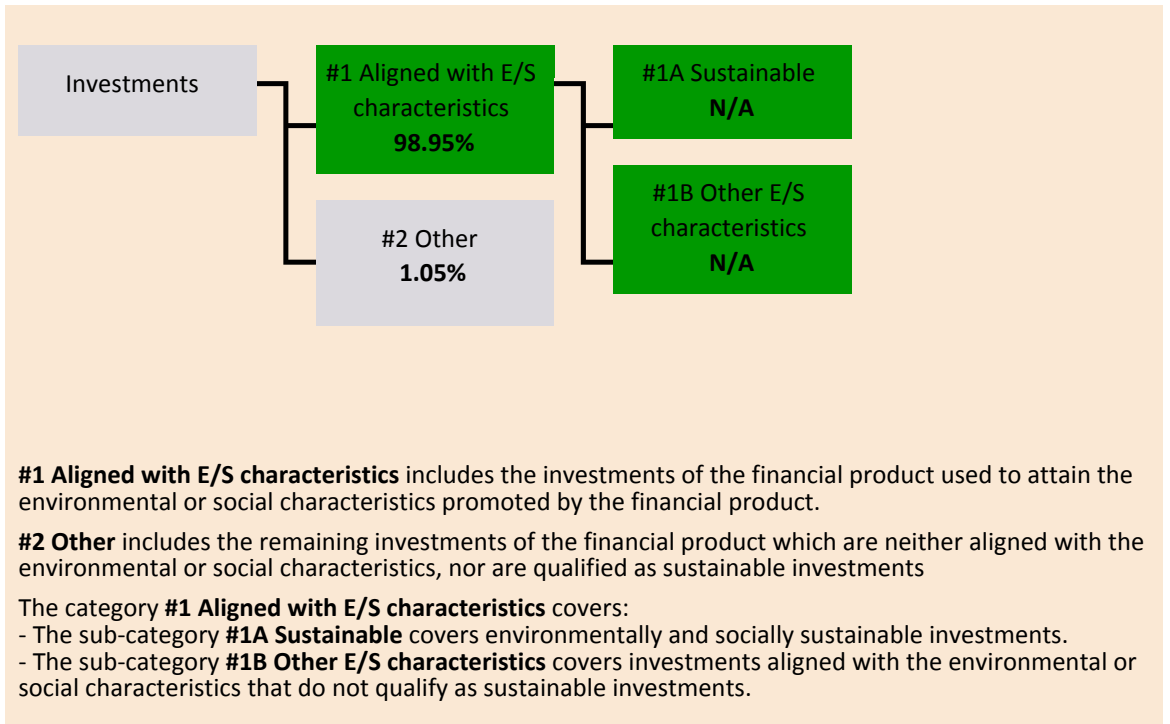 Investments
#1 Aligned with E/S
characteristics
98.95%
#2 Other
1.05%
#1A Sustainable
N/A
#1B Other E/S
characteristics
N/A
#1 Aligned with E/S characteristics includes the investments of the financial product used to attain the
environmental or social characteristics promoted by the financial product.
#2 Other includes the remaining investments of the financial product which are neither aligned with the
environmental or social characteristics, nor are qualified as sustainable investments
The category #1 Aligned with E/S characteristics covers:
- The sub-category #1A Sustainable covers environmentally and socially sustainable investments.
- The sub-category #1B Other E/S characteristics covers investments aligned with the environmental or
social characteristics that do not qualify as sustainable investments.